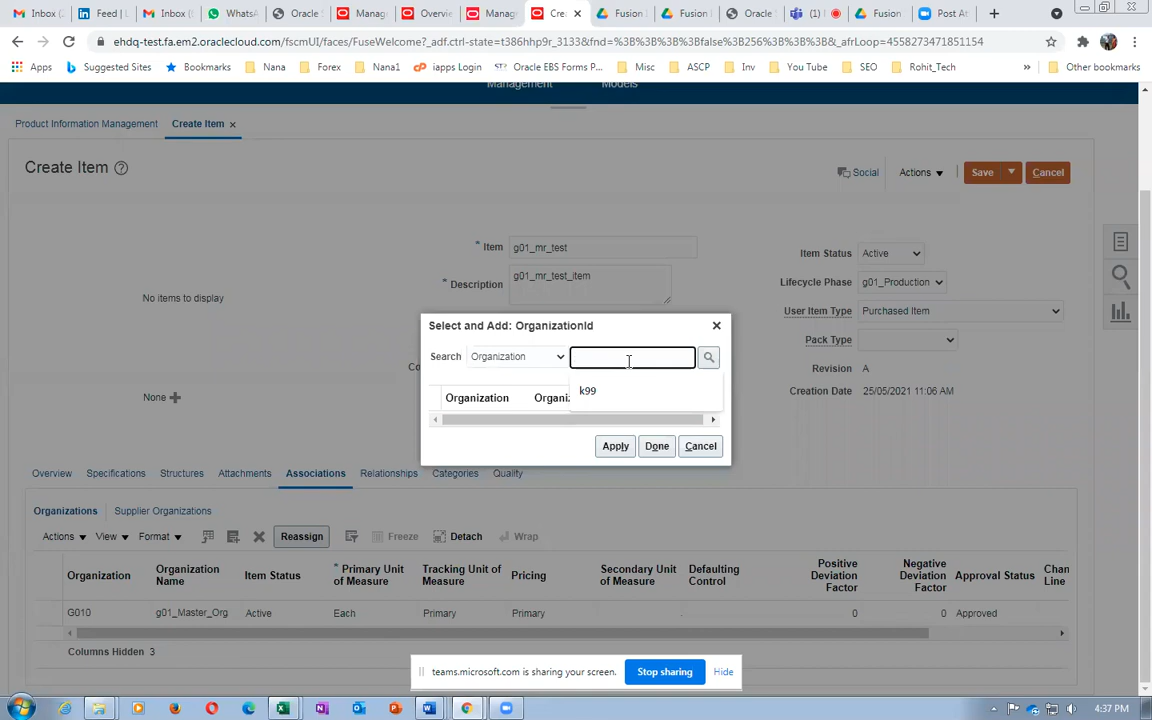 Inbox (
Feed | L
Inbox (
WhatsA
Oracle S
Manage
Overvie
Manage
Cre
Fusion I
Fusion I
Oracle S
Mi
Fusion
Post At
ehdq-test.fa.em2.oraclecloud.com/fscmUI/faces/FuseWelcome?_adf.ctrl-state=t386hhp9r_3133&fnd=%3B%3B%3B%3Bfalse%3B256%3B%3B%3B&_afrLoop=4558273471851154
Apps
Suggested Sites
Bookmarks
Nana
Forex
Nana1
iapps Login
Oracle EBS Forms P...
Misc
ASCP
Inv
You Tube
SEO
Rohit_Tech
»
Other bookmarks
Management
Models
Product Information Management
Create Item
Create Item
Social
Actions
Save
Cancel
* Item g01_mr_test
* Description g01_mr_test_item
No items to display
Item Status Active
Lifecycle Phase g01_Production
User Item Type Purchased Item
Pack Type
Revision A
Creation Date 25/05/2021 11:06 AM
None
Select and Add: OrganizationId
Search Organization
k99
Organization Organiz
Apply Done Cancel
Overview Specifications Structures Attachments Associations Relationships Categories Quality
Organizations Supplier Organizations
Actions View Format Reassign Freeze Detach Wrap
Organization
Organization Name
Item Status
* Primary Unit of Measure
Tracking Unit of Measure
Pricing
Secondary Unit of Measure
Defaulting Control
Positive Deviation Factor
Negative Deviation Factor
Approval Status
Chan Line
G010 g01_Master_Org Active Each Primary Primary 0 0 Approved
Columns Hidden 3
teams.microsoft.com is sharing your screen. Stop sharing Hide
4:37 PM